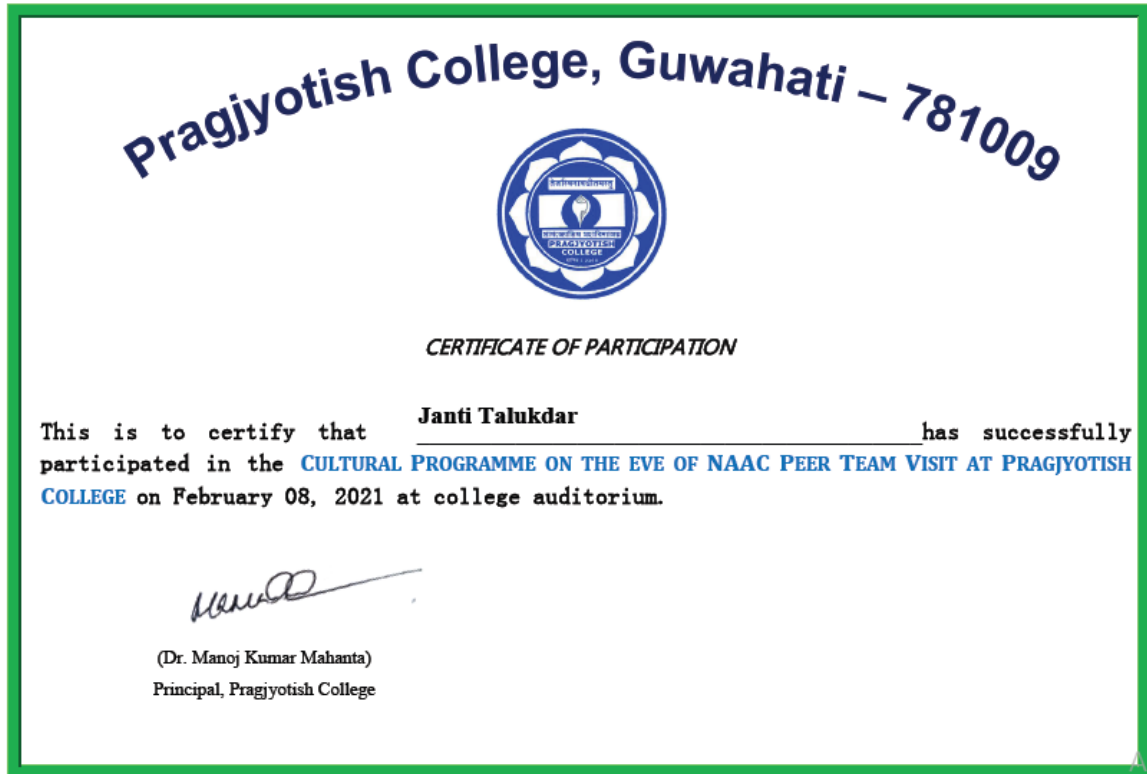 Pragjyotish College, Guwahati – 781009
PRAGJYOTISH
COLLEGE
CERTIFICATE OF PARTICIPATION
Janti Talukdar
This is to certify that ____________________has successfully
participated in the CULTURAL PROGRAMME ON THE EVE OF NAAC PEER TEAM VISIT AT PRAGJYOTISH
COLLEGE on February 08, 2021 at college auditorium.
(Dr. Manoj Kumar Mahanta)
Principal, Pragjyotish College